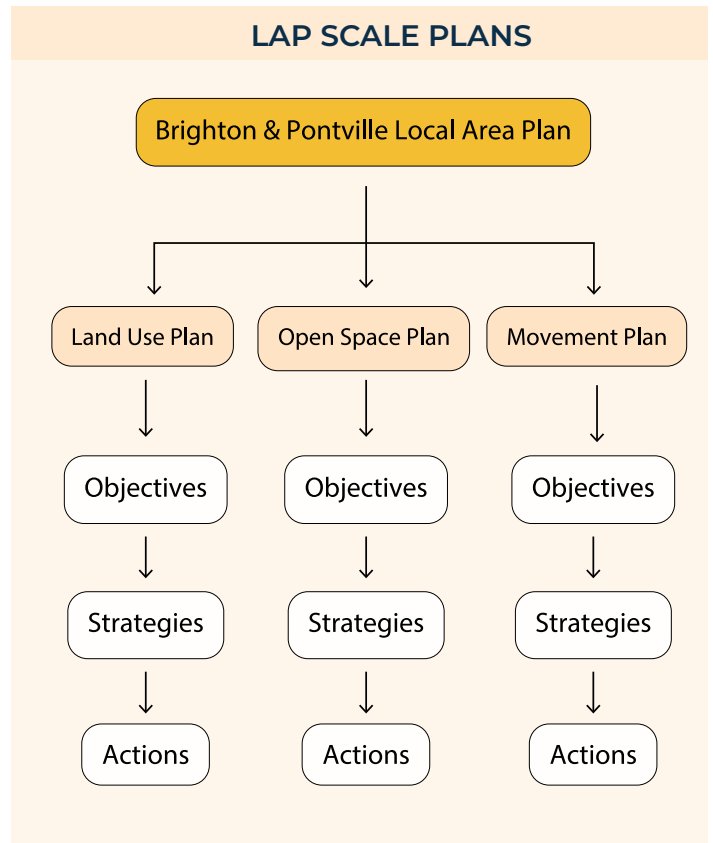 LAP SCALE PLANS
Brighton & Pontville Local Area Plan
Land Use Plan
Open Space Plan
Movement Plan
Objectives
Objectives
Objectives
Strategies
Strategies
Strategies
Actions
Actions
Actions